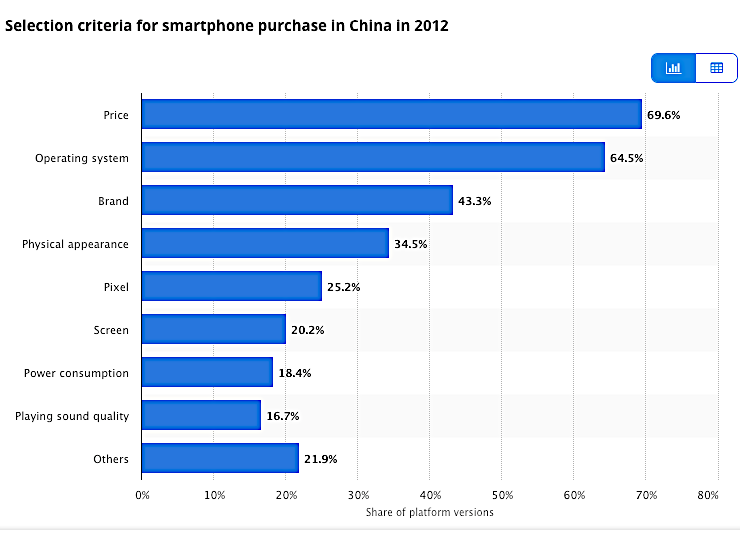 Selection criteria for smartphone purchase in China in 2012
Price 69.6%
Operating system 64.5%
Brand 43.3%
Physical appearance 34.5%
Pixel 25.2%
Screen 20.2%
Power consumption 18.4%
Playing sound quality 16.7%
Others 21.9%
0% 10% 20% 30% 40% 50% 60% 70% 80%
Share of platform versions